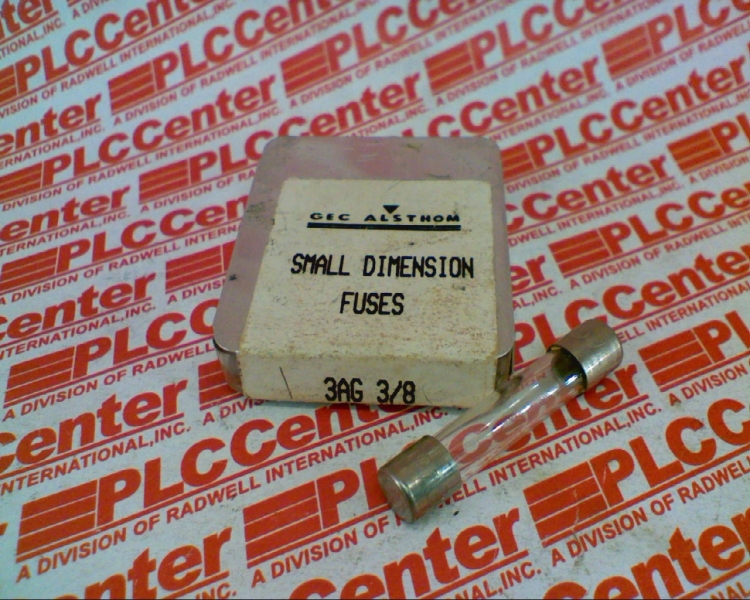 GEC ALSTHOM
SMALL DIMENSION
FUSES
3AG 3/8
PLCCenter
A DIVISION OF RADWELL INTERNATIONAL, INC.